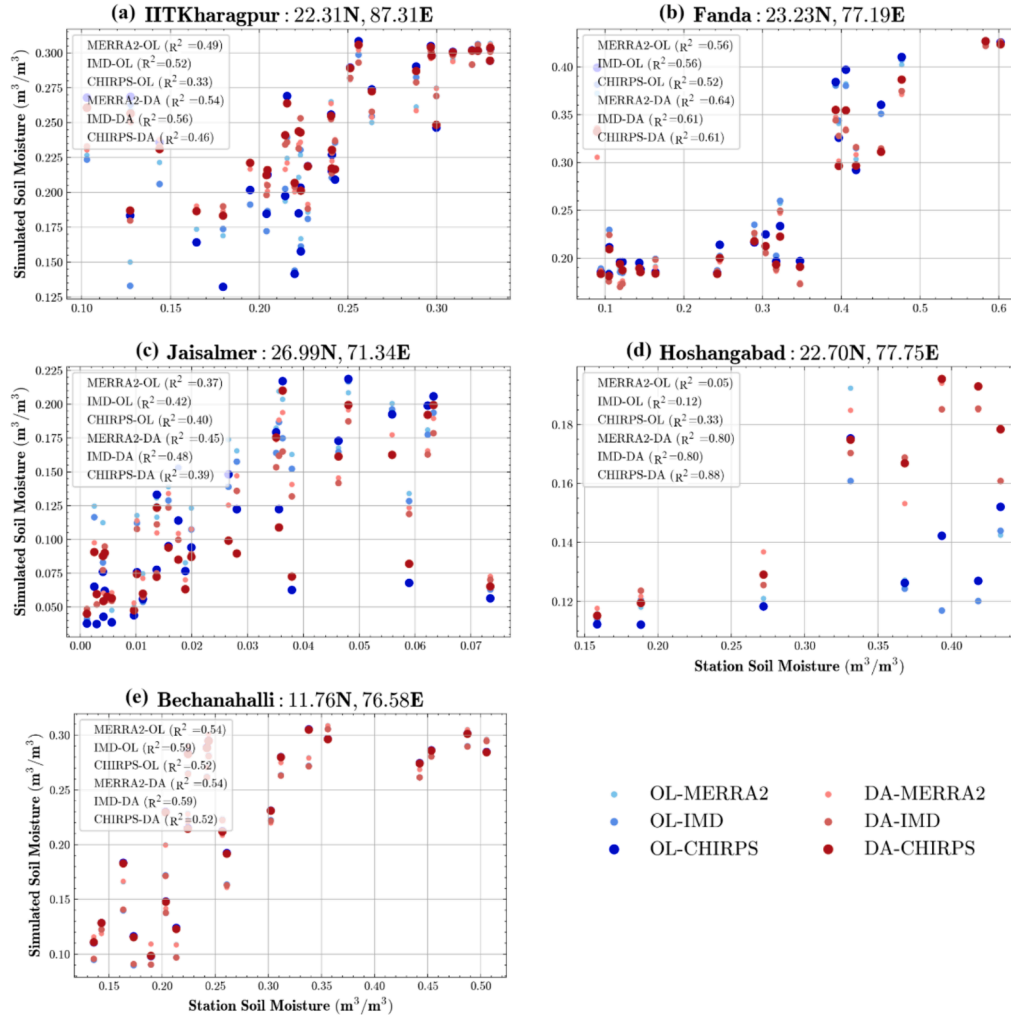 (a) IITKharagpur : 22.31N, 87.31E
MERRA2-OL (R² =0.49)
IMD-OL (R² =0.52)
CHIRPS-OL (R² =0.33)
MERRA2-DA (R² =0.54)
IMD-DA (R² =0.56)
CHIRPS-DA (R² =0.46)
Simulated Soil Moisture (m³/m³)
0.300
0.275
0.250
0.225
0.200
0.175
0.150
0.125
0.10
0.15
0.20
0.25
0.30
(b) Fanda : 23.23N, 77.19E
MERRA2-OL (R² =0.56)
IMD-OL (R² =0.56)
CHIRPS-OL (R² =0.52)
MERRA2-DA (R² =0.64)
IMD-DA (R² =0.61)
CHIRPS-DA (R² =0.61)
0.40
0.35
0.30
0.25
0.20
0.1
0.2
0.3
0.4
0.5
0.6
(c) Jaisalmer : 26.99N, 71.34E
MERRA2-OL (R² =0.37)
IMD-OL (R² =0.42)
CHIRPS-OL (R² =0.40)
MERRA2-DA (R² =0.45)
IMD-DA (R² =0.48)
CHIRPS-DA (R² =0.39)
Simulated Soil Moisture (m³/m³)
0.225
0.200
0.175
0.150
0.125
0.100
0.075
0.050
0.00
0.01
0.02
0.03
0.04
0.05
0.06
0.07
(d) Hoshangabad : 22.70N, 77.75E
MERRA2-OL (R² =0.05)
IMD-OL (R² =0.12)
CHIRPS-OL (R² =0.33)
MERRA2-DA (R² =0.80)
IMD-DA (R² =0.80)
CHIRPS-DA (R² =0.88)
0.18
0.16
0.14
0.12
0.15
0.20
0.25
0.30
0.35
0.40
Station Soil Moisture (m³/m³)
(e) Bechanahalli : 11.76N, 76.58E
MERRA2-OL (R² =0.54)
IMD-OL (R² =0.59)
CHIRPS-OL (R² =0.52)
MERRA2-DA (R² =0.54)
IMD-DA (R² =0.59)
CHIRPS-DA (R² =0.52)
Simulated Soil Moisture (m³/m³)
0.30
0.25
0.20
0.15
0.10
0.15
0.20
0.25
0.30
0.35
0.40
0.45
0.50
Station Soil Moisture (m³/m³)
OL-MERRA2
OL-IMD
OL-CHIRPS
DA-MERRA2
DA-IMD
DA-CHIRPS